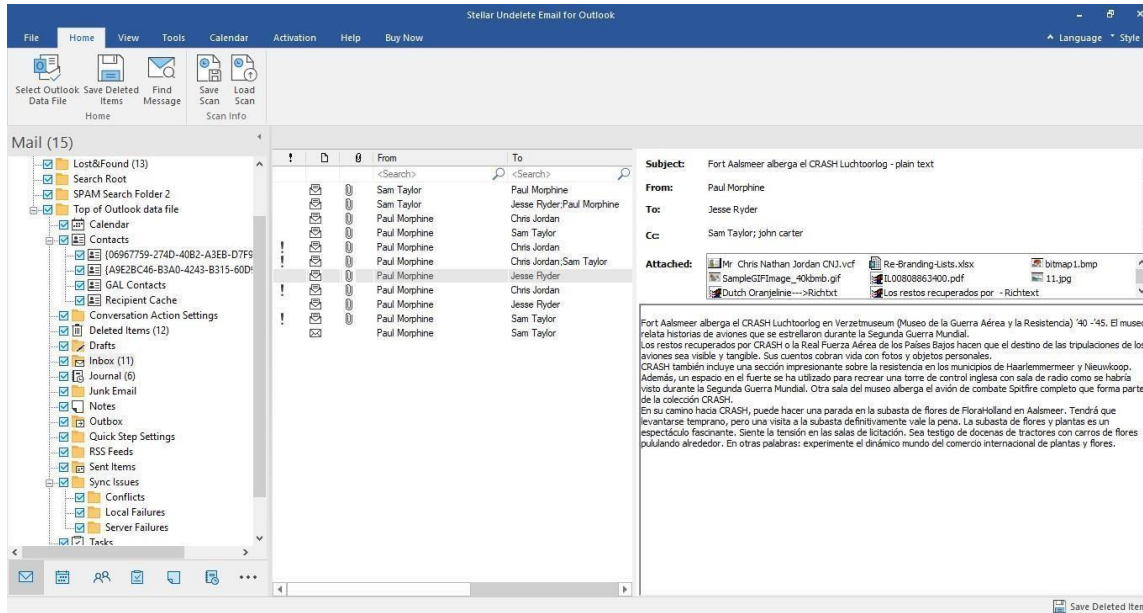 Stellar Undelete Email for Outlook
File Home View Tools Calendar Activation Help Buy Now Language Style
Select Outlook Data File
Save Deleted Items
Find Message
Save Scan
Load Scan
Home Scan Info
Mail (15)
Lost&Found (13)
Search Root
SPAM Search Folder 2
Top of Outlook data file
Calendar
Contacts
{06967759-274D-40B2-A3EB-D7F9
{A9E2BC46-B3A0-4243-B315-60D
GAL Contacts
Recipient Cache
Conversation Action Settings
Deleted Items (12)
Drafts
Inbox (11)
Journal (6)
Junk Email
Notes
Outbox
Quick Step Settings
RSS Feeds
Sent Items
Sync Issues
Conflicts
Local Failures
Server Failures
Tasks
From To
<Search> <Search>
Sam Taylor Paul Morphine
Sam Taylor Jesse Ryder;Paul Morphine
Paul Morphine Chris Jordan
Paul Morphine Sam Taylor
Paul Morphine Chris Jordan
Paul Morphine Chris Jordan;Sam Taylor
Paul Morphine Jesse Ryder
Paul Morphine Chris Jordan
Paul Morphine Jesse Ryder
Paul Morphine Sam Taylor
Paul Morphine Sam Taylor
Subject: Fort Aalsmeer alberga el CRASH Luchtoorlog - plain text
From: Paul Morphine
To: Jesse Ryder
Cc: Sam Taylor; john carter
Attached: Mr Chris Nathan Jordan CNJ.vcf Re-Branding-Lists.xlsx bitmap1.bmp
SampleGIFImage_40kbmb.gif IL00808863400.pdf 11.jpg
Dutch Oranjelinie--->Richtxt Los restos recuperados por - Richtext
Fort Aalsmeer alberga el CRASH Luchtoorlog en Verzetmuseum (Museo de la Guerra Aérea y la Resistencia) '40 -'45. El museo
relata historias de aviones que se estrellaron durante la Segunda Guerra Mundial.
Los restos recuperados por CRASH o la Real Fuerza Aérea de los Países Bajos hacen que el destino de las tripulaciones de los
aviones sea visible y tangible. Sus cuentos cobran vida con fotos y objetos personales.
CRASH también incluye una sección impresionante sobre la resistencia en los municipios de Haarlemmermeer y Nieuwkoop.
Además, un espacio en el fuerte se ha utilizado para recrear una torre de control inglesa con sala de radio como se habría
visto durante la Segunda Guerra Mundial. Otra sala del museo alberga el avión de combate Spitfire completo que forma parte
de la colección CRASH.
En su camino hacia CRASH, puede hacer una parada en la subasta de flores de FloraHolland en Aalsmeer. Tendrá que
levantarse temprano, pero una visita a la subasta definitivamente vale la pena. La subasta de flores y plantas es un
espectáculo fascinante. Siente la tensión en las salas de licitación. Sea testigo de docenas de tractores con carros de flores
pululando alrededor. En otras palabras: experimente el dinámico mundo del comercio internacional de plantas y flores.
Save Deleted Iten